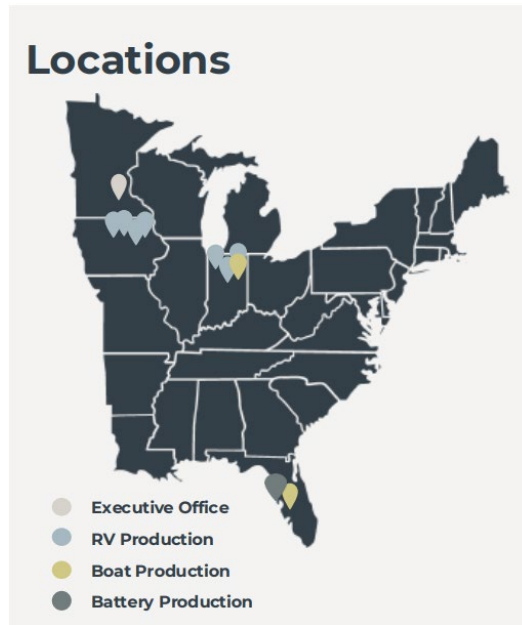 Locations
Executive Office
RV Production
Boat Production
Battery Production